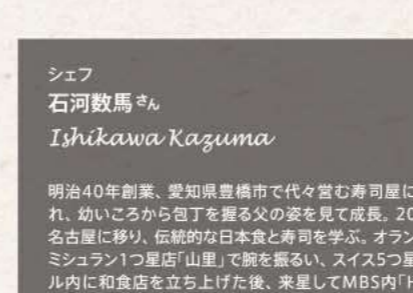 シェフ
石河数馬さん
Ishikawa Kazuma
明治40年創業、愛知県豊橋市で代々営む寿司屋に
れ、幼いころから包丁を握る父の姿を見て成長。20
名古屋に移り、伝統的な日本食と寿司を学ぶ。オラン
ミシュラン1つ星店「山里」で腕を振るい、スイス5つ星
ル内に和食店を立ち上げた後、来星してMBS内「